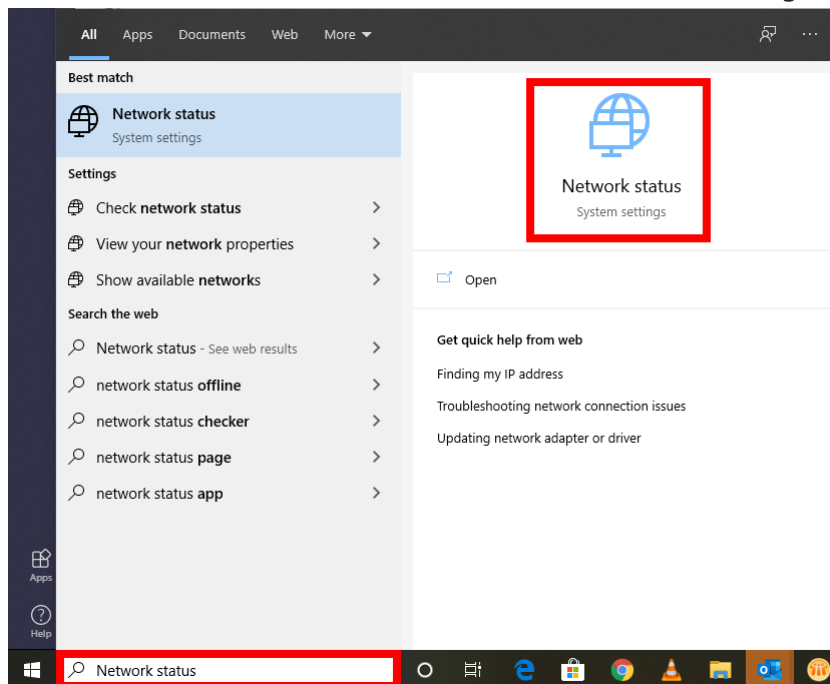 All Apps Documents Web More
Best match
Network status
System settings
Settings
Check network status
View your network properties
Show available networks
Search the web
Network status - See web results
network status offline
network status checker
network status page
network status app
Network status
System settings
Open
Get quick help from web
Finding my IP address
Troubleshooting network connection issues
Updating network adapter or driver
Apps
Help
Network status